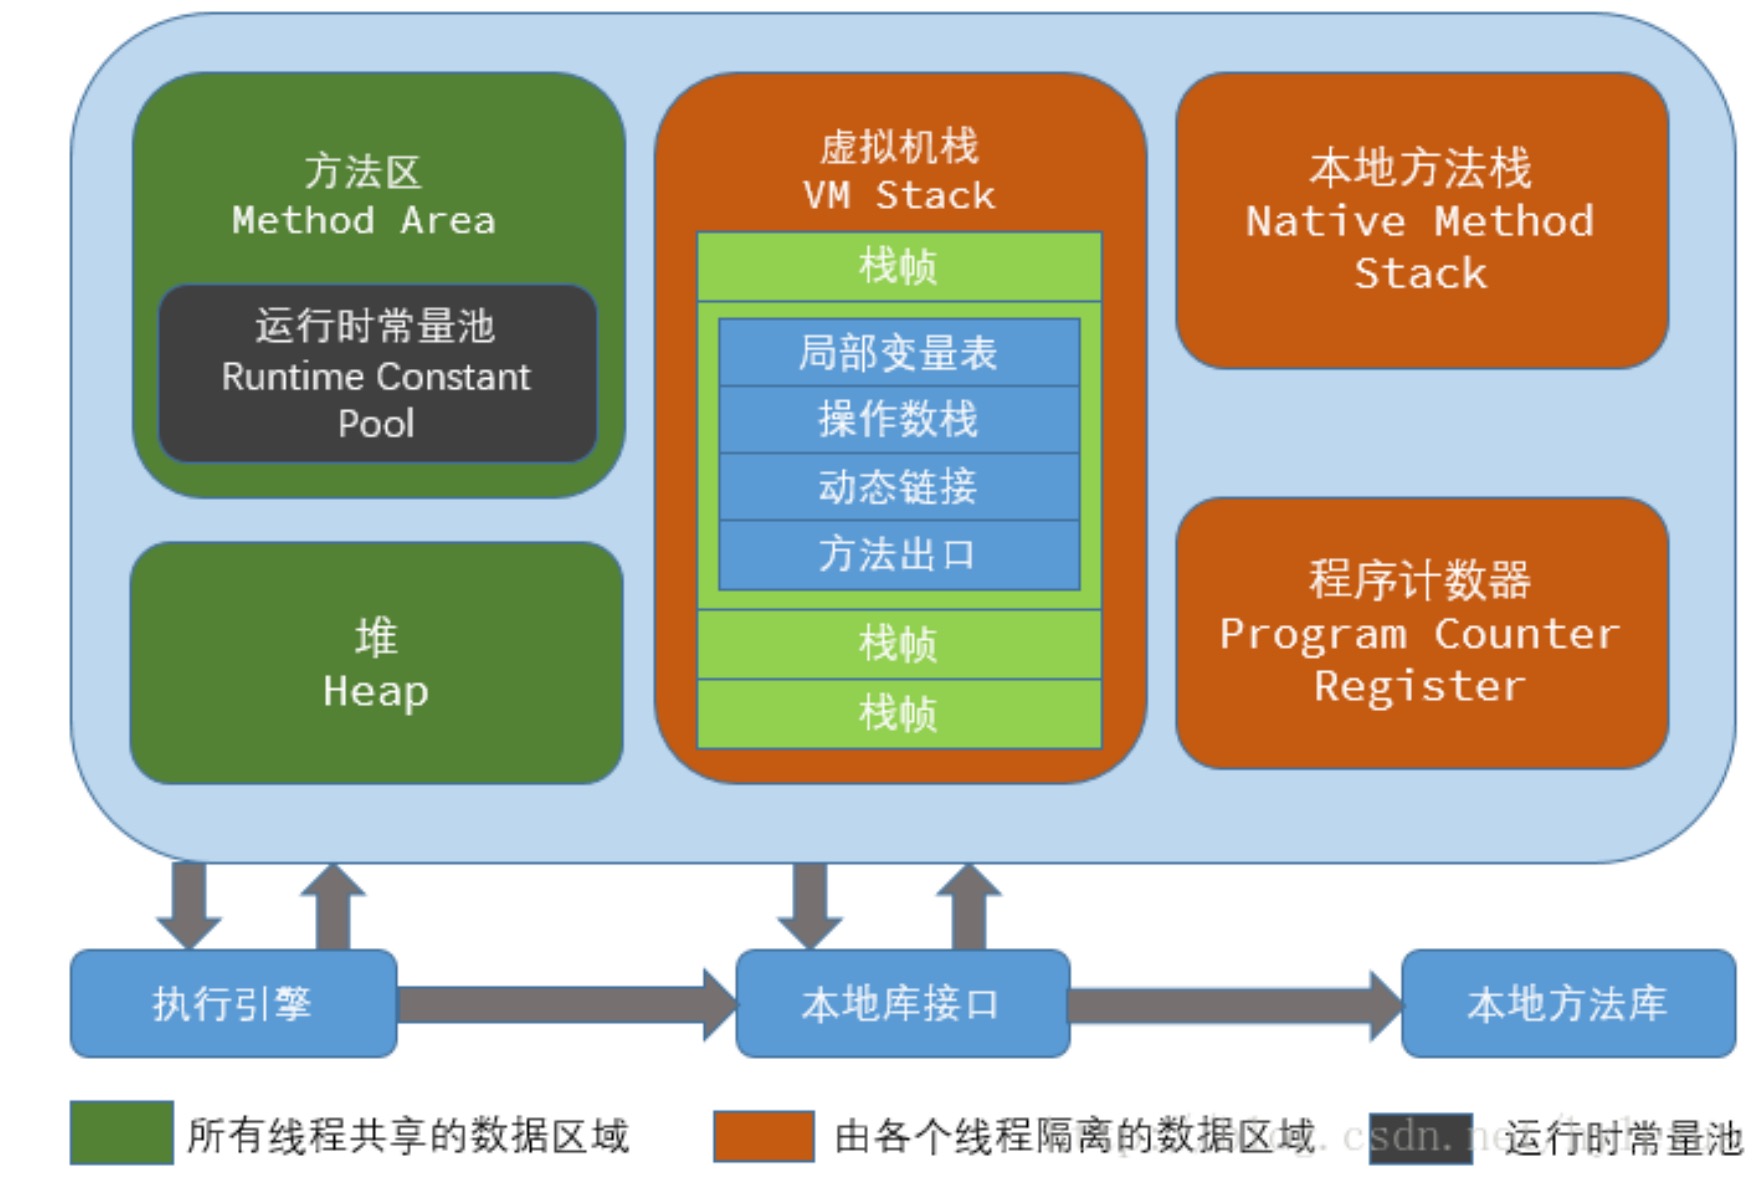 方法区
Method Area
运行时常量池
Runtime Constant
Pool
堆
Heap
虚拟机栈
VM Stack
栈帧
局部变量表
操作数栈
动态链接
方法出口
栈帧
栈帧
本地方法栈
Native Method
Stack
程序计数器
Program Counter
Register
执行引擎
本地库接口
本地方法库
所有线程共享的数据区域
由各个线程隔离的数据区域
运行时常量池